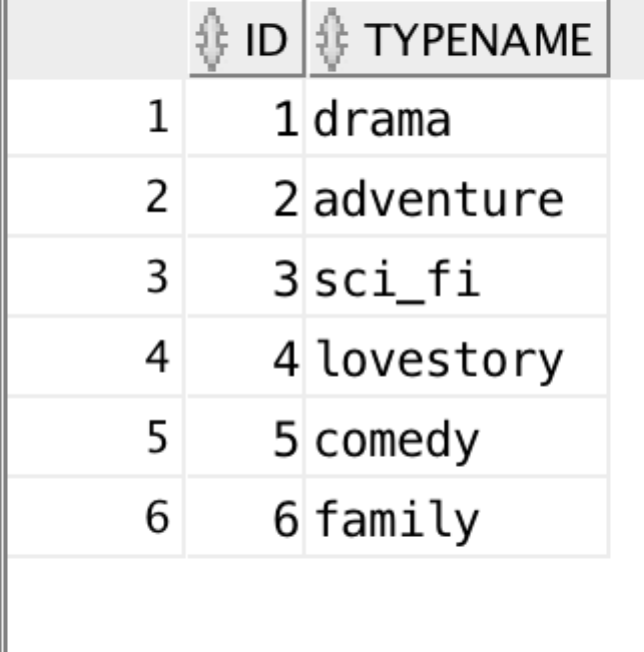 ID TYPENAME
1 1 drama
2 2 adventure
3 3 sci_fi
4 4 lovestory
5 5 comedy
6 6 family